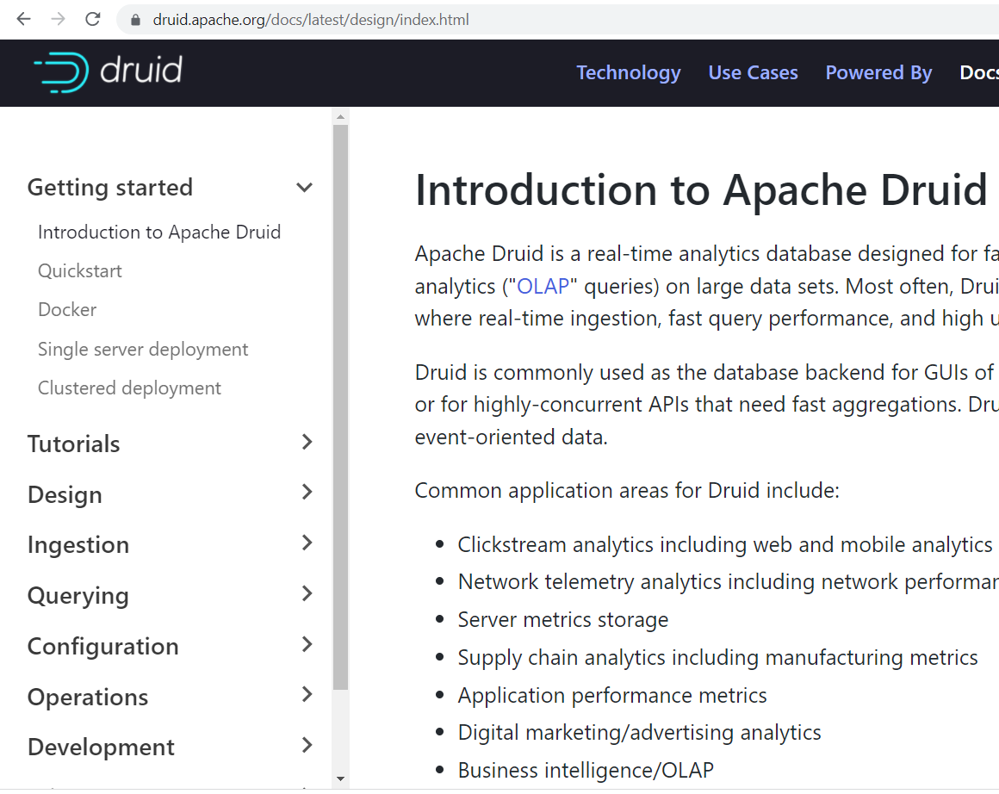 druid.apache.org/docs/latest/design/index.html
druid
Technology Use Cases Powered By Docs
Getting started
Introduction to Apache Druid
Quickstart
Docker
Single server deployment
Clustered deployment
Tutorials
Design
Ingestion
Querying
Configuration
Operations
Development
Introduction to Apache Druid
Apache Druid is a real-time analytics database designed for
analytics ("OLAP" queries) on large data sets. Most often,
where real-time ingestion, fast query performance, and high
Druid is commonly used as the database backend for GUIs of
or for highly-concurrent APIs that need fast aggregations.
event-oriented data.
Common application areas for Druid include:
• Clickstream analytics including web and mobile analytics
• Network telemetry analytics including network
• Server metrics storage
• Supply chain analytics including manufacturing metrics
• Application performance metrics
• Digital marketing/advertising analytics
• Business intelligence/OLAP